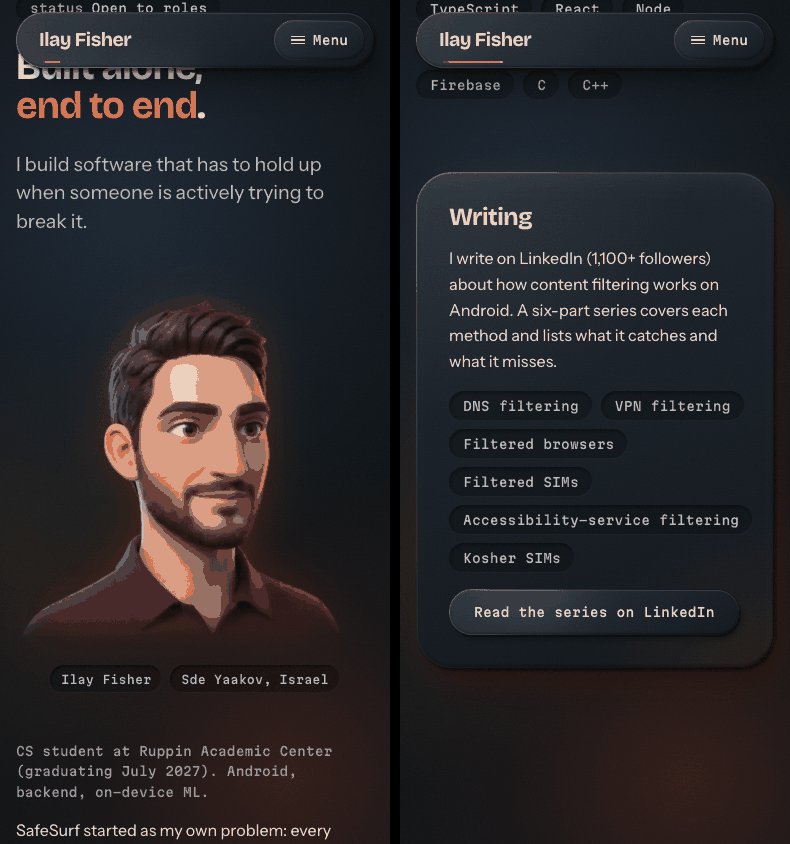 status Open to roles
Ilay Fisher
Menu
Built alone,
end to end.
I build software that has to hold up
when someone is actively trying to
break it.
Ilay Fisher
Sde Yaakov, Israel
CS student at Ruppin Academic Center
(graduating July 2027). Android,
backend, on-device ML.
SafeSurf started as my own problem: every
TypeScript
React
Node
Ilay Fisher
Menu
Firebase
C
C++
Writing
I write on LinkedIn (1,100+ followers)
about how content filtering works on
Android. A six-part series covers each
method and lists what it catches and
what it misses.
DNS filtering
VPN filtering
Filtered browsers
Filtered SIMs
Accessibility-service filtering
Kosher SIMs
Read the series on LinkedIn